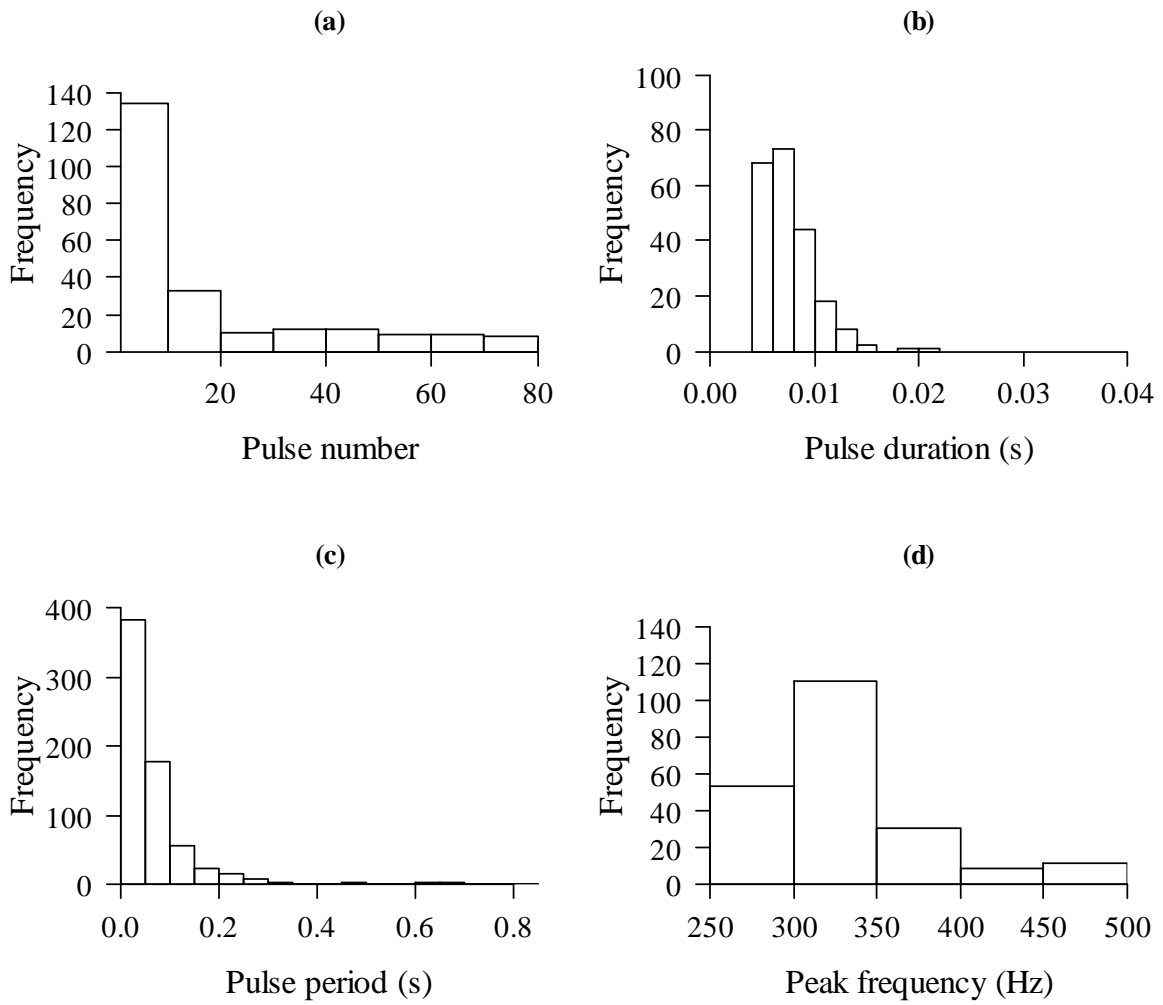 (a)
140
120
100
80
60
40
20
0
Frequency
20 40 60 80
Pulse number
(b)
100
80
60
40
20
0
Frequency
0.00 0.01 0.02 0.03 0.04
Pulse duration (s)
(c)
400
300
200
100
0
Frequency
0.0 0.2 0.4 0.6 0.8
Pulse period (s)
(d)
140
120
100
80
60
40
20
0
Frequency
250 300 350 400 450 500
Peak frequency (Hz)